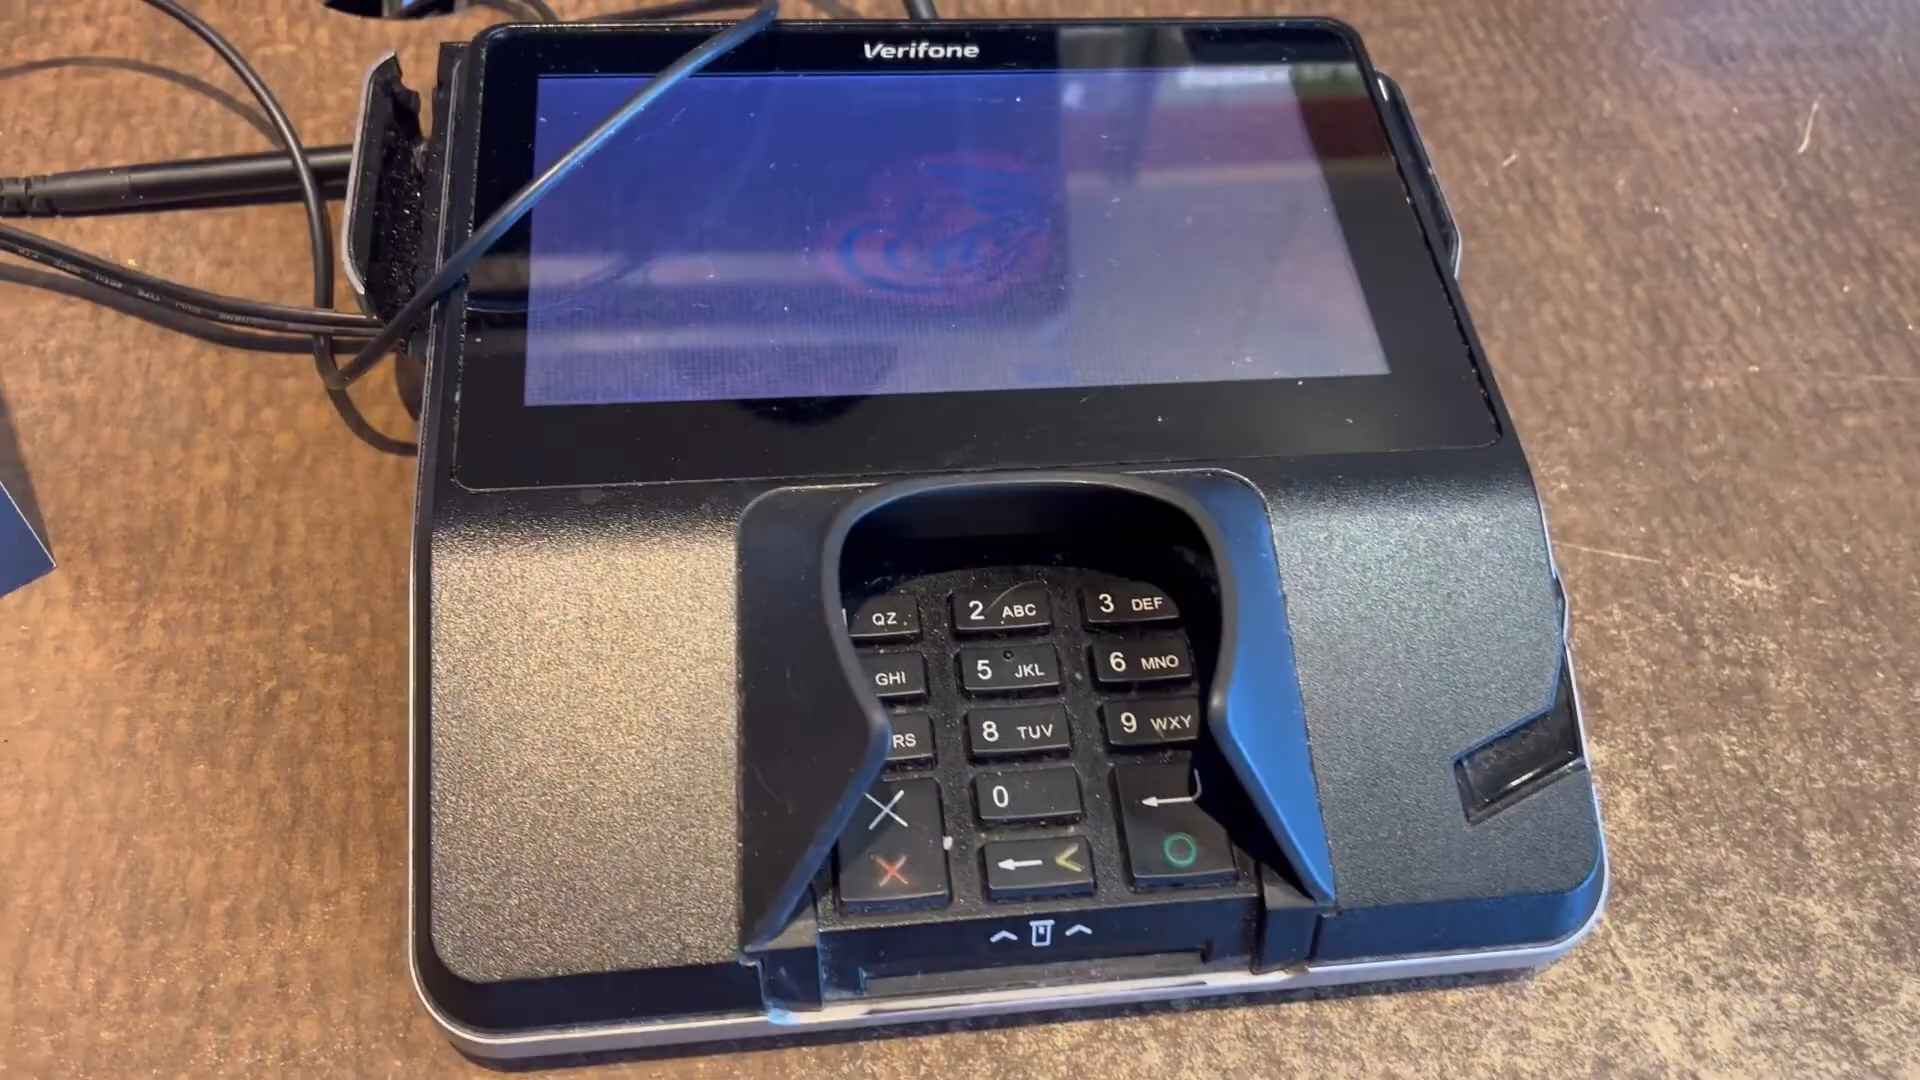 Verifone
QZ.
2 ABC
3 DEF
GHI
5 JKL
6 MNO
RS
8 TUV
9 WXY
0